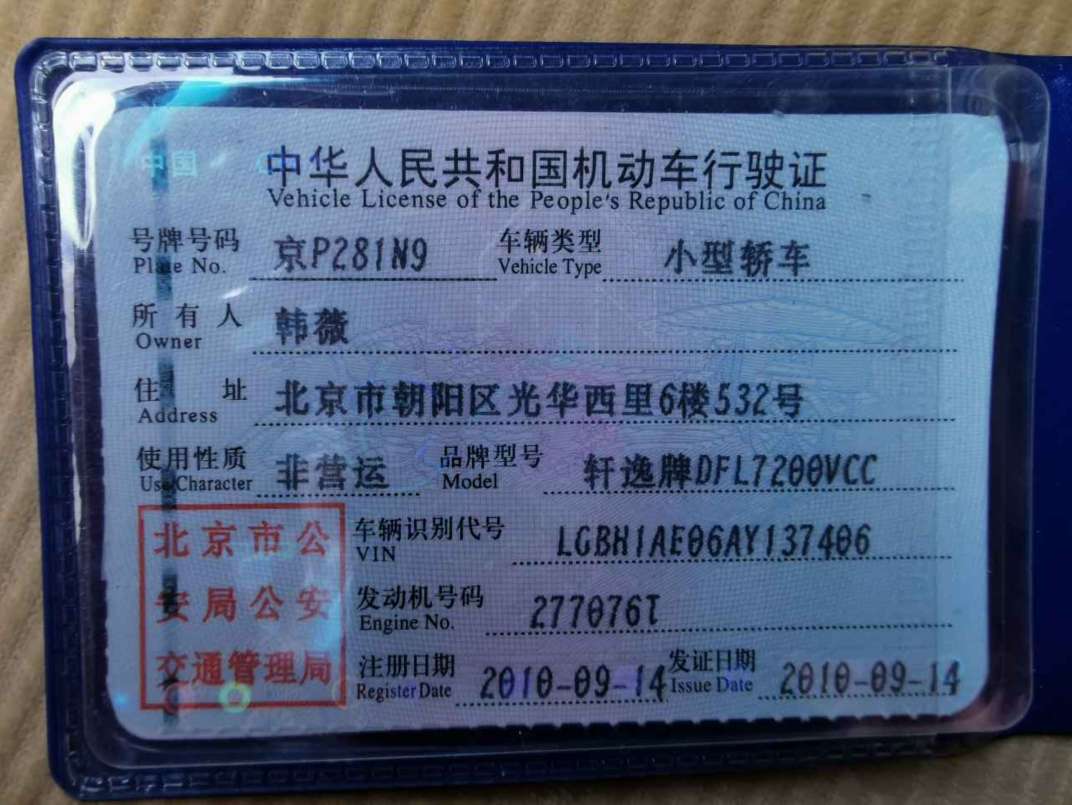 中国
中华人民共和国机动车行驶证
Vehicle License of the People's Republic of China
号牌号码 京P281N9 车辆类型 小型轿车
Plate No. Vehicle Type
所有人 韩薇
Owner
住址 北京市朝阳区光华西里6楼532号
Address
使用性质 非营运 品牌型号 轩逸牌DFL7200VCC
Use Character Model
北京市公 车辆识别代号 LGBH1AE06AY137406
VIN
安局公安 发动机号码 277076T
Engine No.
交通管理局 注册日期 2010-09-14 发证日期 2010-09-14
Register Date Issue Date